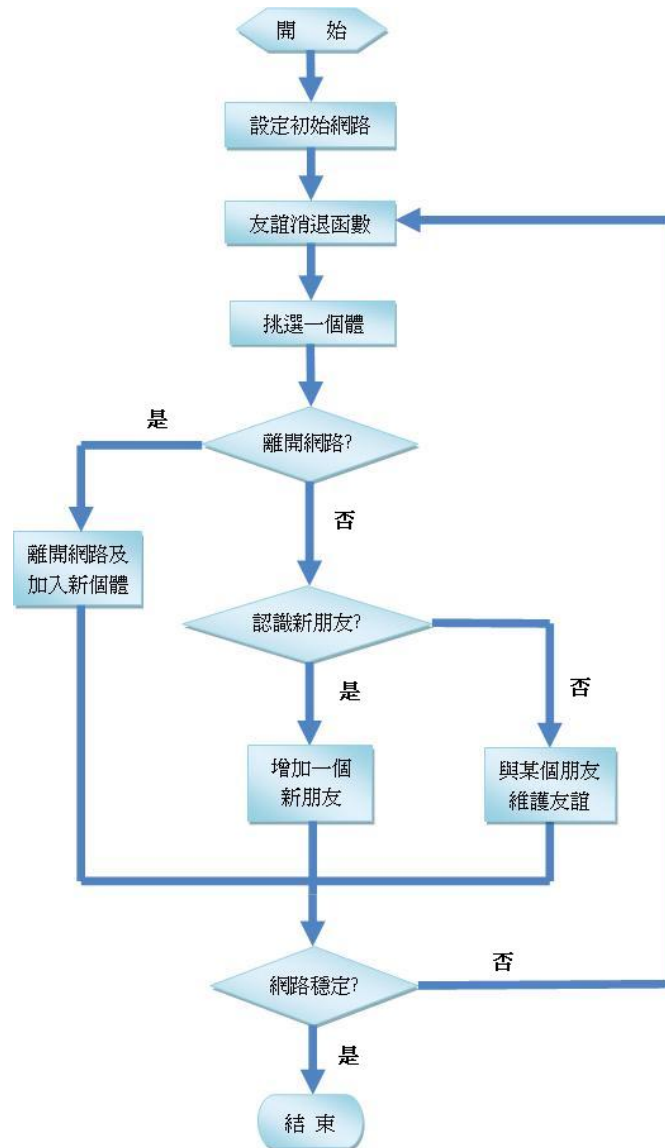 開 始
設定初始網路
友誼消退函數
挑選一個體
是
離開網路?
否
離開網路及
加入新個體
認識新朋友?
是
否
增加一個
新朋友
與某個朋友
維護友誼
網路穩定?
否
是
結 束